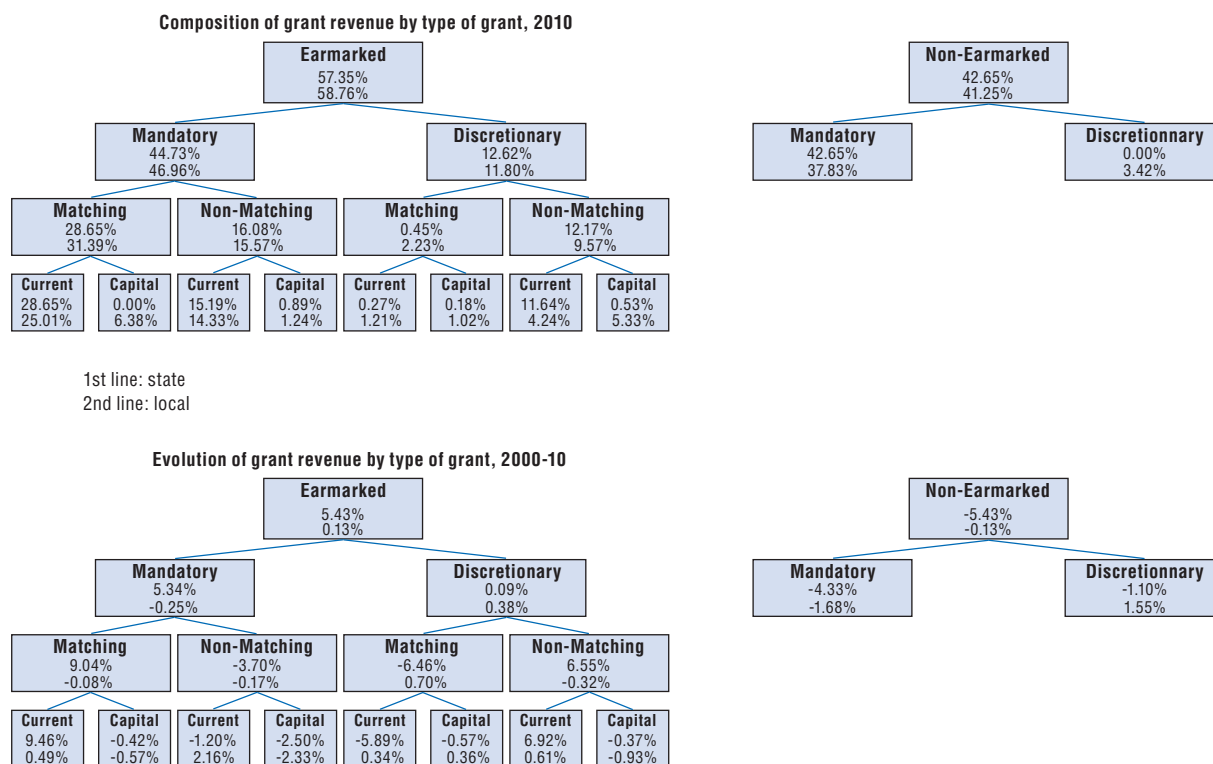 Composition of grant revenue by type of grant, 2010
Earmarked
57.35%
58.76%
Non-Earmarked
42.65%
41.25%
Mandatory
44.73%
46.96%
Discretionnary
12.62%
11.80%
Mandatory
42.65%
37.83%
Discretionnary
0.00%
3.42%
Matching
28.65%
31.39%
Non-Matching
16.08%
15.57%
Matching
0.45%
2.23%
Non-Matching
12.17%
9.57%
Current
28.65%
25.01%
Capital
0.00%
6.38%
Current
15.19%
14.33%
Capital
0.89%
1.24%
Current
0.27%
1.21%
Capital
0.18%
1.02%
Current
11.64%
4.24%
Capital
0.53%
5.33%
1st line: state
2nd line: local
Evolution of grant revenue by type of grant, 2000-10
Earmarked
5.43%
0.13%
Non-Earmarked
-5.43%
-0.13%
Mandatory
5.34%
-0.25%
Discretionnary
0.09%
0.38%
Mandatory
-4.33%
-1.68%
Discretionnary
-1.10%
1.55%
Matching
9.04%
-0.08%
Non-Matching
-3.70%
-0.17%
Matching
-6.46%
0.70%
Non-Matching
6.55%
-0.32%
Current
9.46%
0.49%
Capital
-0.42%
-0.57%
Current
-1.20%
2.16%
Capital
-2.50%
-2.33%
Current
-5.89%
0.34%
Capital
-0.57%
0.36%
Current
6.92%
0.61%
Capital
-0.37%
-0.93%